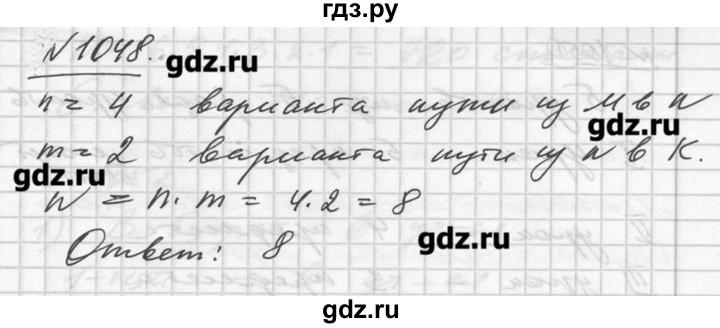 гдз.ру
№1048.
gdz.ru
n = 4 варианта пути из M в N
gdz.ru
m = 2 варианта пути из N в K.
gdz.ru
N = n · m = 4 · 2 = 8
Ответ: 8
gdz.ru
gdz.ru